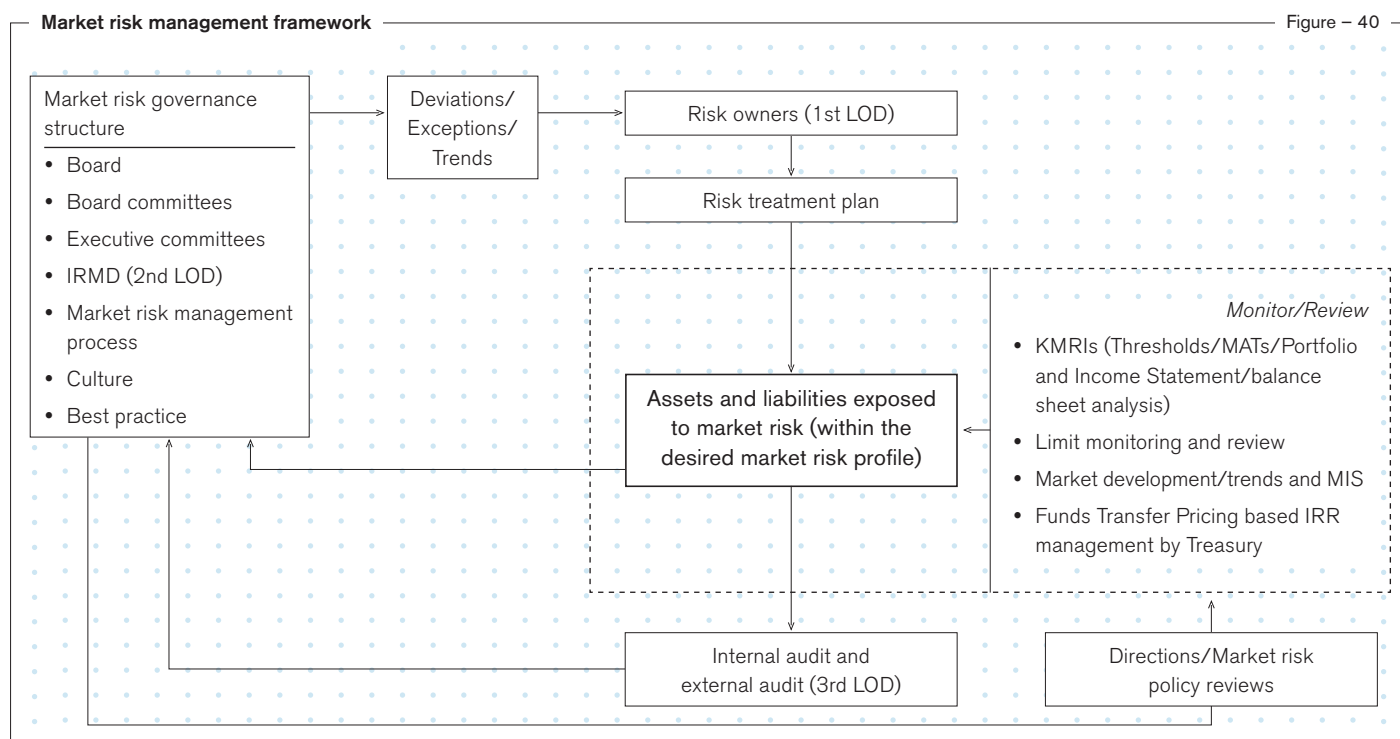 Market risk management framework
Figure – 40
Market risk governance
structure
• Board
• Board committees
• Executive committees
• IRMD (2nd LOD)
• Market risk management
process
• Culture
• Best practice
Deviations/
Exceptions/
Trends
Risk owners (1st LOD)
Risk treatment plan
Assets and liabilities exposed
to market risk (within the
desired market risk profile)
Monitor/Review
• KMRIs (Thresholds/MATs/Portfolio
and Income Statement/balance
sheet analysis)
• Limit monitoring and review
• Market development/trends and MIS
• Funds Transfer Pricing based IRR
management by Treasury
Internal audit and
external audit (3rd LOD)
Directions/Market risk
policy reviews